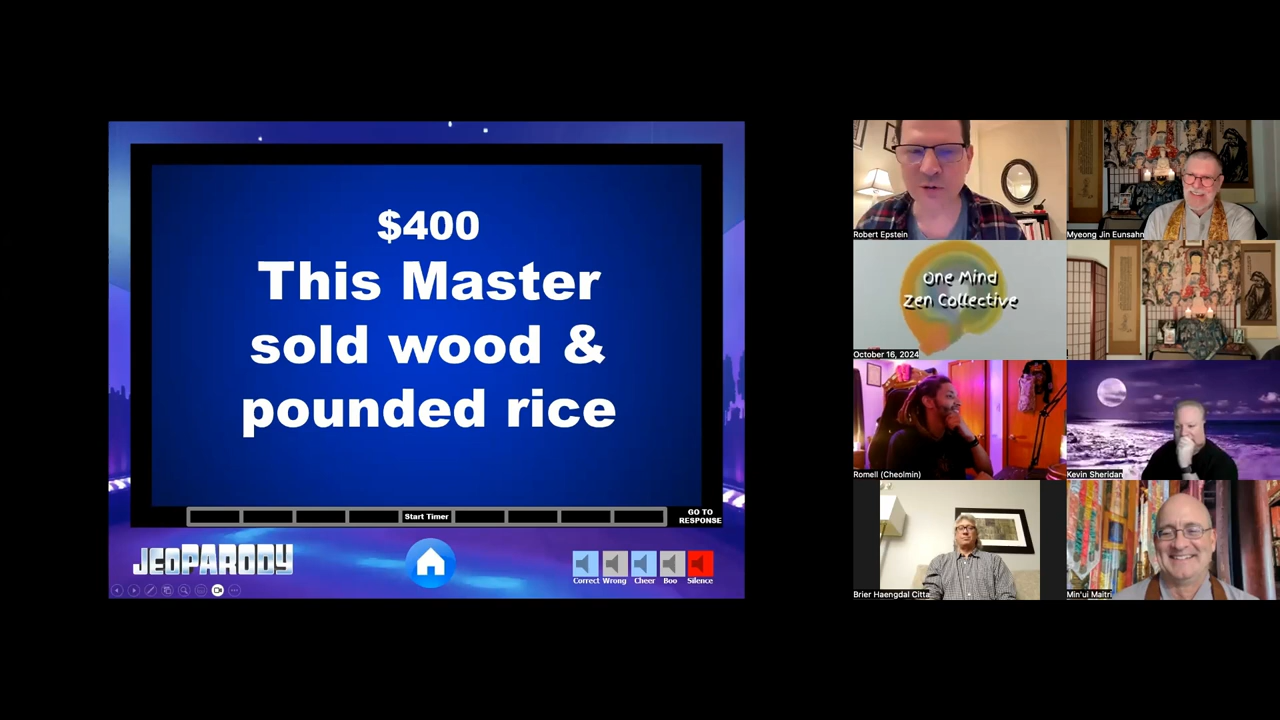 $400
This Master
sold wood &
pounded rice
Start Timer
GO TO
RESPONSE
JEOPARODY
Correct
Wrong
Cheer
Boo
Silence
Robert Epstein
Myeong Jin Eunsahn
One Mind
Zen Collective
October 16, 2024
Romell (Cheolmin)
Kevin Sheridan
Brier Haengdal Citta
Min'ui Maitri